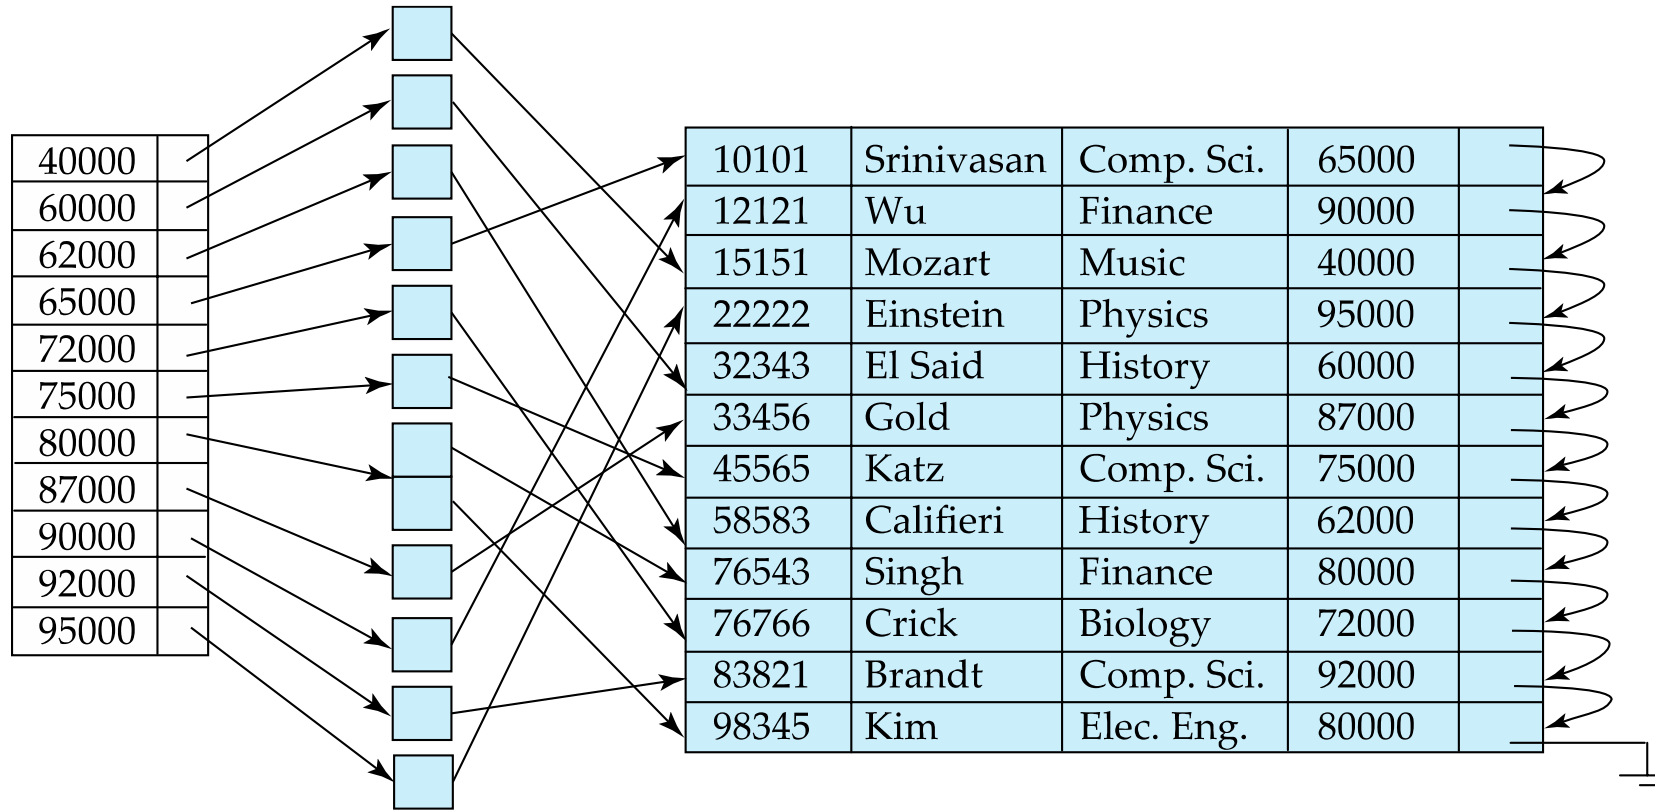 40000
60000
62000
65000
72000
75000
80000
87000
90000
92000
95000
10101 Srinivasan Comp. Sci. 65000
12121 Wu Finance 90000
15151 Mozart Music 40000
22222 Einstein Physics 95000
32343 El Said History 60000
33456 Gold Physics 87000
45565 Katz Comp. Sci. 75000
58583 Califieri History 62000
76543 Singh Finance 80000
76766 Crick Biology 72000
83821 Brandt Comp. Sci. 92000
98345 Kim Elec. Eng. 80000